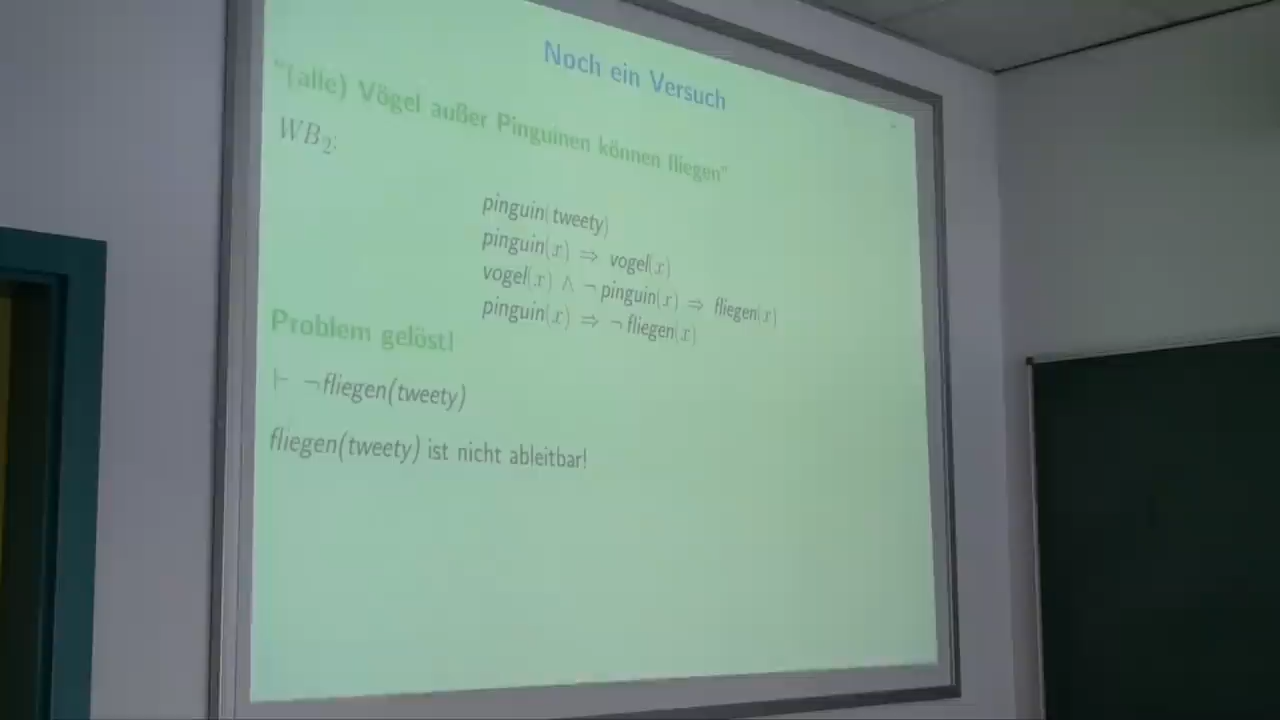 Noch ein Versuch
"(alle) Vögel außer Pinguinen können fliegen"
WB₂:
pinguin(tweety)
pinguin(x) ⇒ vogel(x)
vogel(x) ∧ ¬ pinguin(x) ⇒ fliegen(x)
pinguin(x) ⇒ ¬ fliegen(x)
Problem gelöst!
⊢ ¬fliegen(tweety)
fliegen(tweety) ist nicht ableitbar!